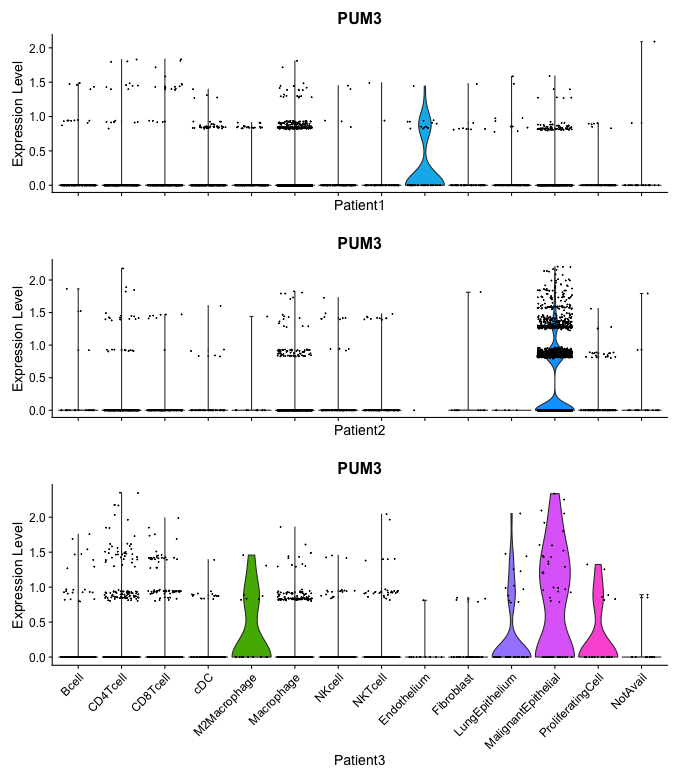 PUM3
Expression Level
2.0
1.5
1.0
0.5
0.0
Patient1
PUM3
Expression Level
2.0
1.5
1.0
0.5
0.0
Patient2
PUM3
Expression Level
2.0
1.5
1.0
0.5
0.0
Bcell
CD4Tcell
CD8Tcell
cDC
M2Macrophage
Macrophage
NKcell
NKTcell
Endothelium
Fibroblast
LungEpithelium
MalignantEpithelial
ProliferatingCell
NotAvail
Patient3